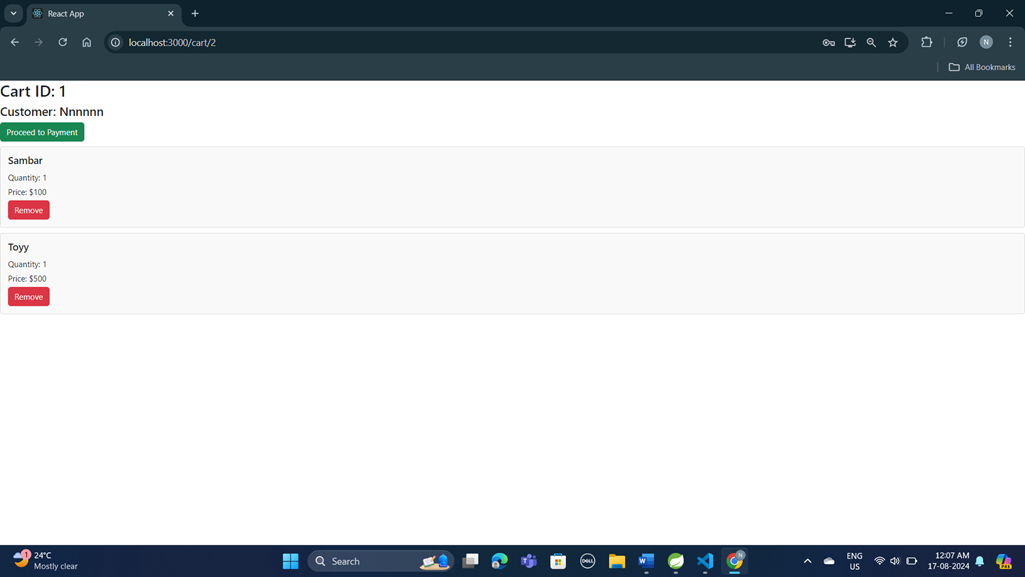 React App
localhost:3000/cart/2
N
All Bookmarks
Cart ID: 1
Customer: Nnnnnn
Proceed to Payment
Sambar
Quantity: 1
Price: $100
Remove
Toyy
Quantity: 1
Price: $500
Remove
1
24°C
Mostly clear
Search
DELL
W
N
ENG
US
12:07 AM
17-08-2024